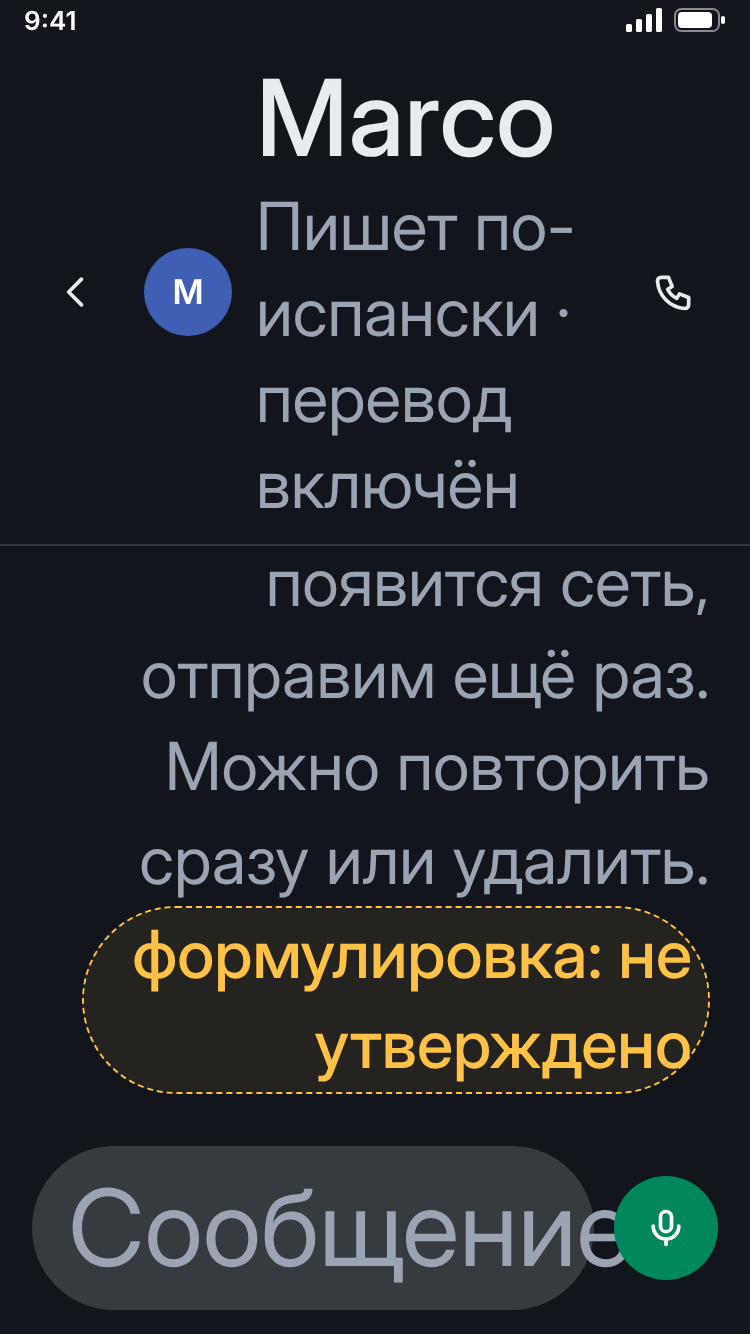 9:41
Marco
Пишет по-
испански ·
перевод
включён
M
появится сеть,
отправим ещё раз.
Можно повторить
сразу или удалить.
формулировка: не
утверждено
Сообщение